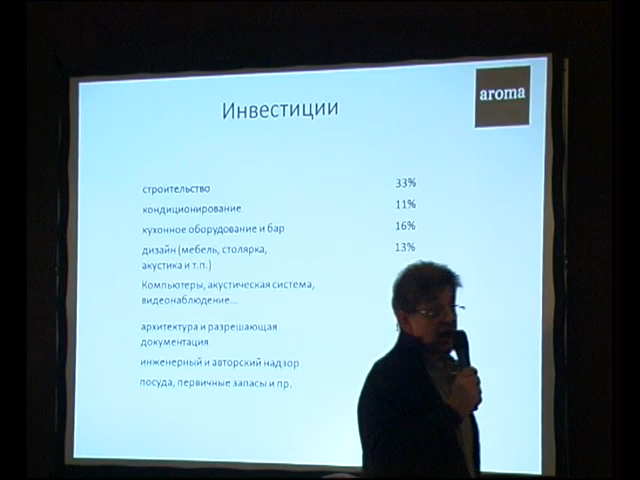 Инвестиции
aroma
строительство 33%
кондиционирование 11%
кухонное оборудование и бар 16%
дизайн (мебель, столярка, 13%
акустика и т.п.)
Компьютеры, акустическая система,
видеонаблюдение...
архитектура и разрешающая
документация
инженерный и авторский надзор
посуда, первичные запасы и пр.